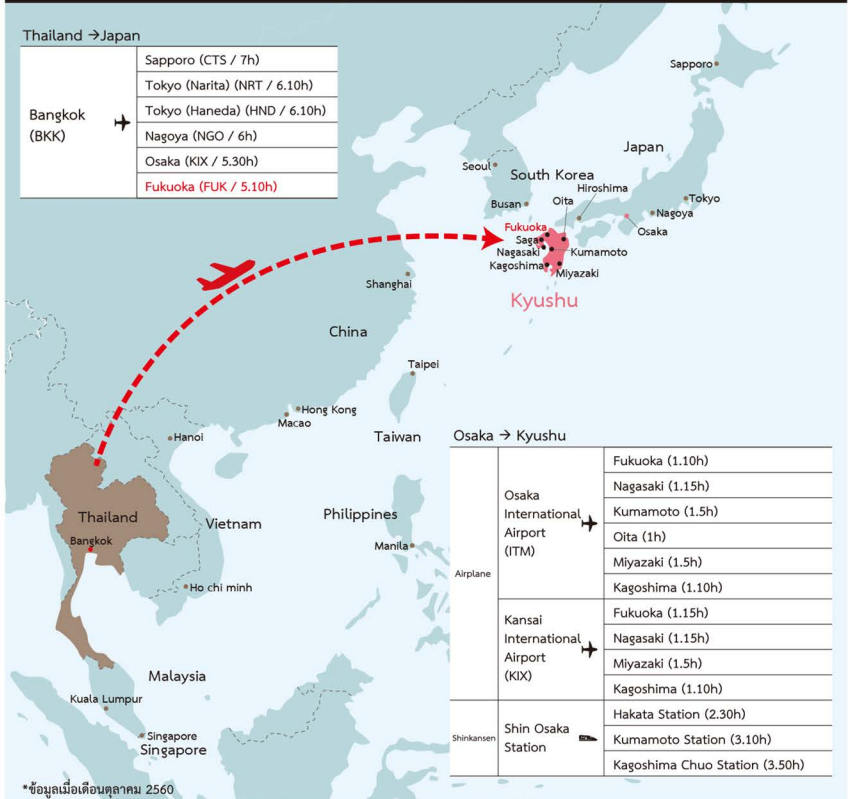 Thailand →Japan
Bangkok
(BKK)
Sapporo (CTS / 7h)
Tokyo (Narita) (NRT / 6.10h)
Tokyo (Haneda) (HND / 6.10h)
Nagoya (NGO / 6h)
Osaka (KIX / 5.30h)
Fukuoka (FUK / 5.10h)
Sapporo
Japan
Seoul
South Korea
Hiroshima
Busan
Oita
Tokyo
Nagoya
Fukuoka
Osaka
Saga
Nagasaki
Kumamoto
Kagoshima
Miyazaki
Kyushu
Shanghai
China
Taipei
Hong Kong
Macao
Hanoi
Taiwan
Thailand
Bangkok
Vietnam
Philippines
Manila
Ho chi minh
Malaysia
Kuala Lumpur
Singapore
Singapore
Osaka → Kyushu
Airplane
Osaka
International
Airport
(ITM)
Fukuoka (1.10h)
Nagasaki (1.15h)
Kumamoto (1.5h)
Oita (1h)
Miyazaki (1.5h)
Kagoshima (1.10h)
Kansai
International
Airport
(KIX)
Fukuoka (1.15h)
Nagasaki (1.15h)
Miyazaki (1.5h)
Kagoshima (1.10h)
Shinkansen
Shin Osaka
Station
Hakata Station (2.30h)
Kumamoto Station (3.10h)
Kagoshima Chuo Station (3.50h)
*ข้อมูลเมื่อเดือนตุลาคม 2560